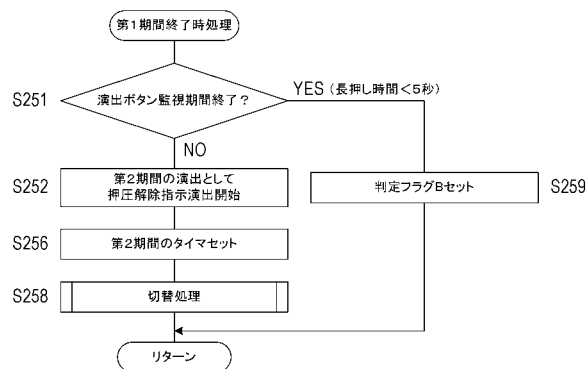 第1期間終了時処理
S251
演出ボタン監視期間終了？
YES（長押し時間＜5秒）
NO
S252
第2期間の演出として
押圧解除指示演出開始
判定フラグBセット
S259
S256
第2期間のタイマセット
S258
切替処理
リターン